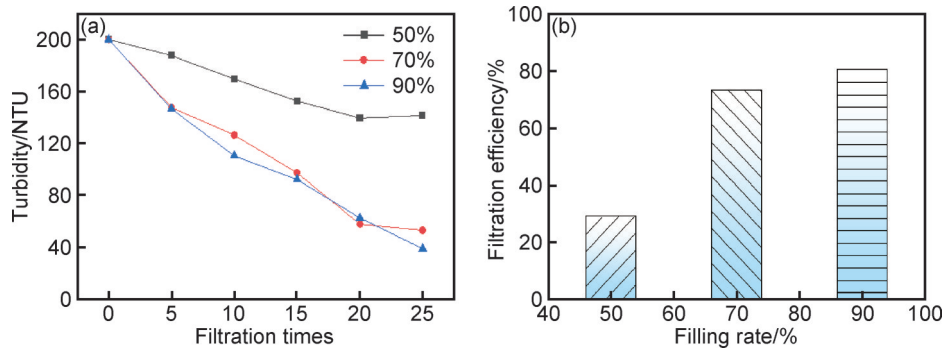 (a)
50%
70%
90%
200
160
120
80
40
0
0 5 10 15 20 25
Filtration times
Turbidity/NTU
(b)
100
80
60
40
20
0
40 50 60 70 80 90 100
Filling rate/%
Filtration efficiency/%